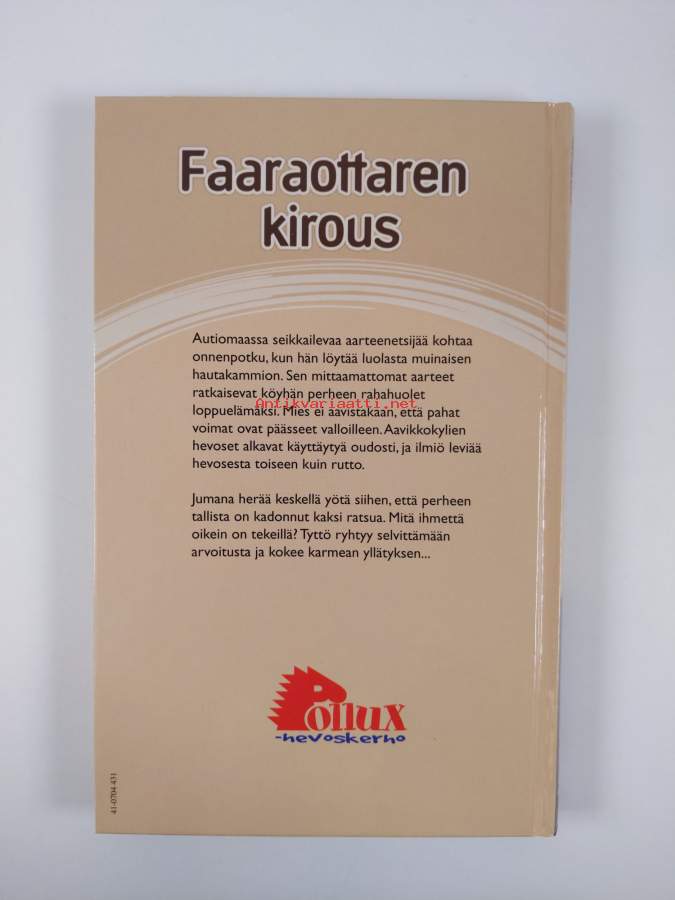 Faaraottaren
kirous
Autiomaassa seikkailevaa aarteenetsijää kohtaa
onnenpotku, kun hän löytää luolasta muinaisen
hautakammion. Sen mittaamattomat aarteet
ratkaisevat köyhän perheen rahahuolet
Antikvariaatti.net
loppuelämäksi. Mies ei aavistakaan, että pahat
voimat ovat päässeet valloilleen. Aavikkokylien
hevoset alkavat käyttäytyä oudosti, ja ilmiö leviää
hevosesta toiseen kuin rutto.
Jumana herää keskellä yötä siihen, että perheen
tallista on kadonnut kaksi ratsua. Mitä ihmettä
oikein on tekeillä? Tyttö ryhtyy selvittämään
arvoitusta ja kokee karmean yllätyksen...
Pollux
-hevoskerho
41-0704 431